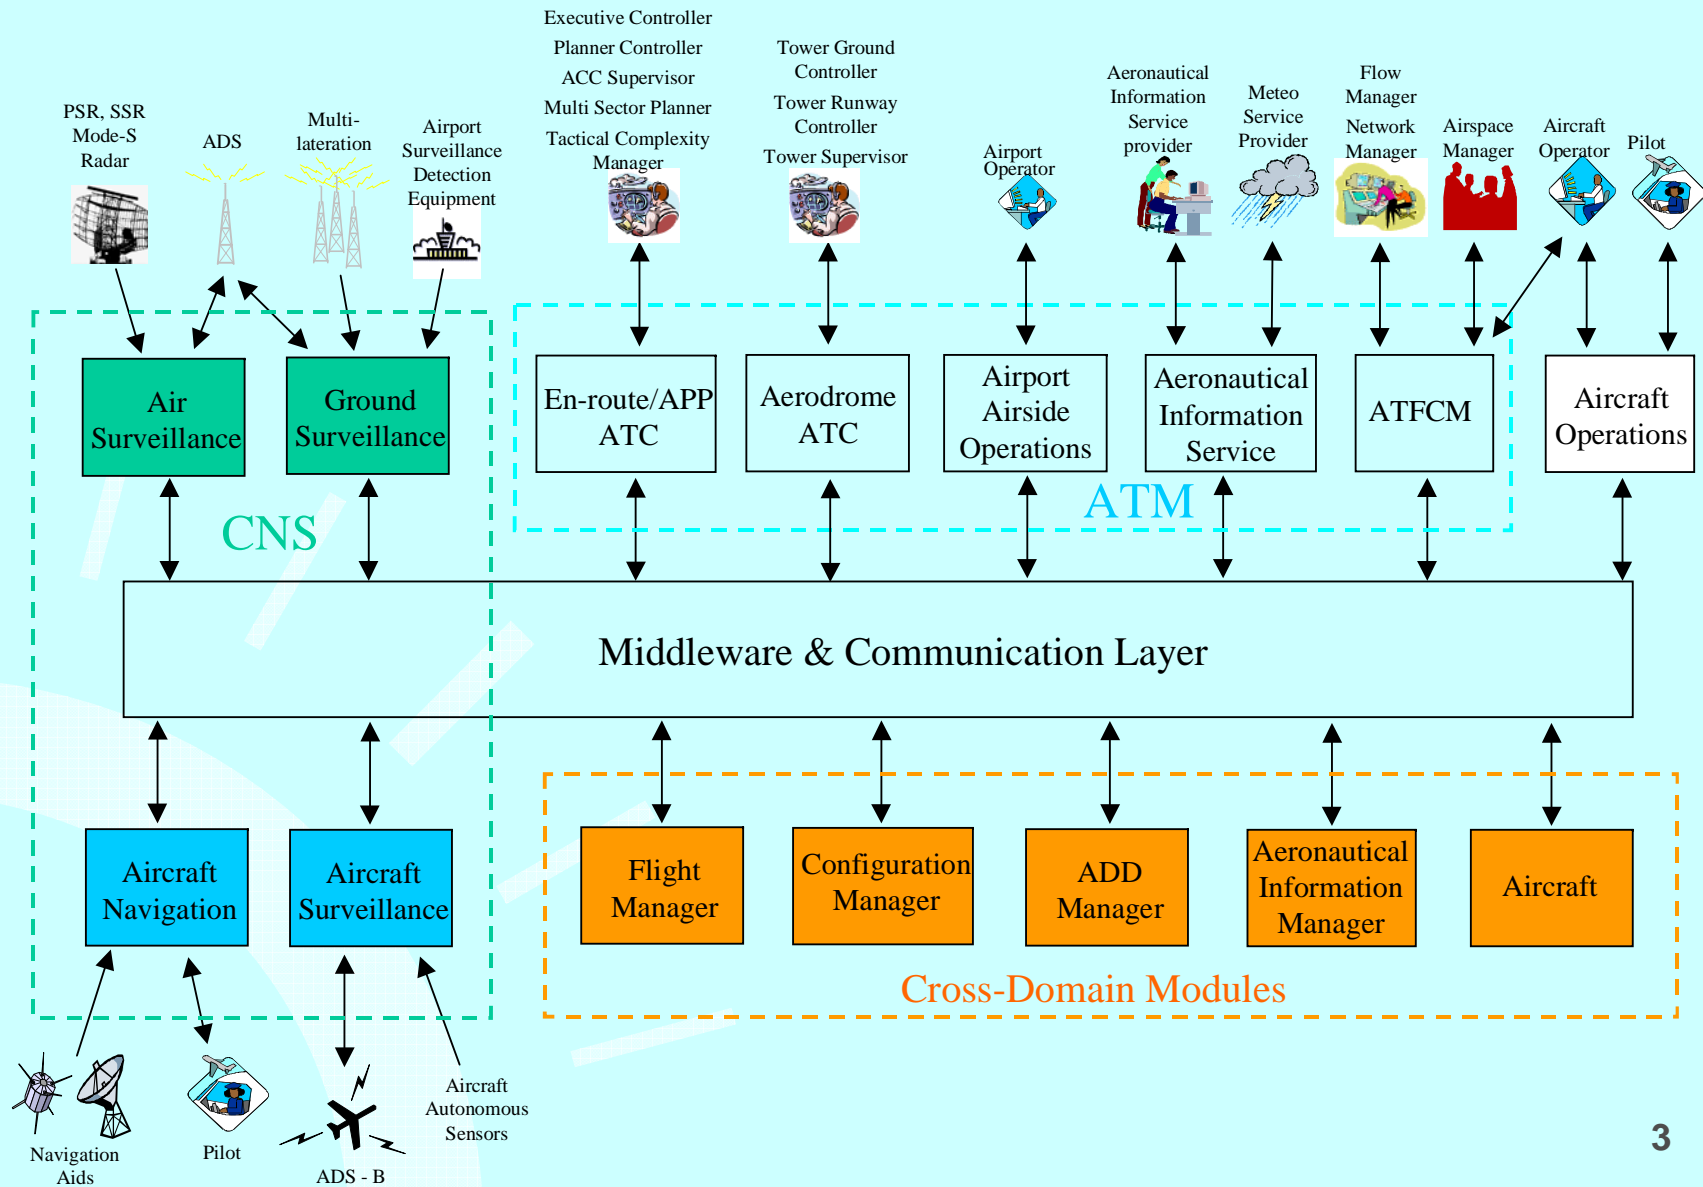 Executive Controller
Planner Controller
ACC Supervisor
Multi Sector Planner
Tactical Complexity
Manager
Tower Ground
Controller
Tower Runway
Controller
Tower Supervisor
PSR, SSR
Mode-S
Radar
ADS
Multi-
lateration
Airport
Surveillance
Detection
Equipment
Airport
Operator
Aeronautical
Information
Service
provider
Meteo
Service
Provider
Flow
Manager
Network
Manager
Airspace
Manager
Aircraft
Operator
Pilot
Air
Surveillance
Ground
Surveillance
En-route/APP
ATC
Aerodrome
ATC
Airport
Airside
Operations
Aeronautical
Information
Service
ATFCM
Aircraft
Operations
CNS
ATM
Middleware & Communication Layer
Aircraft
Navigation
Aircraft
Surveillance
Flight
Manager
Configuration
Manager
ADD
Manager
Aeronautical
Information
Manager
Aircraft
Cross-Domain Modules
Navigation
Aids
Pilot
ADS - B
Aircraft
Autonomous
Sensors
3